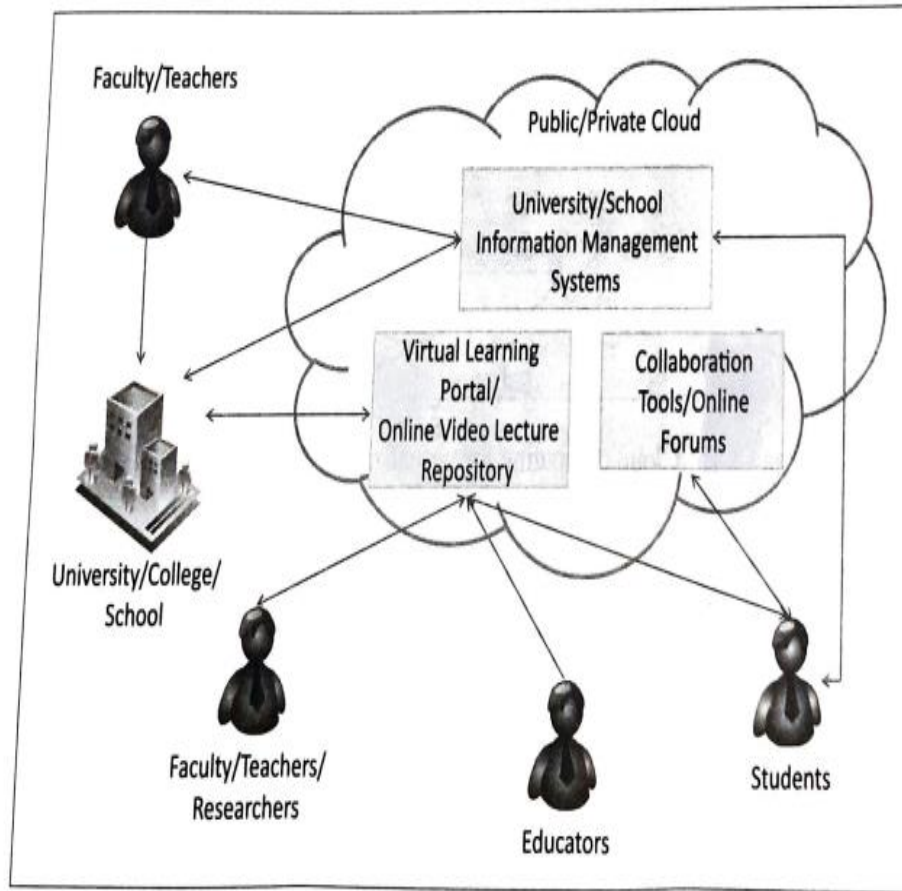 Faculty/Teachers
Public/Private Cloud
University/School
Information Management
Systems
Virtual Learning
Portal/
Online Video Lecture
Repository
Collaboration
Tools/Online
Forums
University/College/
School
Faculty/Teachers/
Researchers
Educators
Students